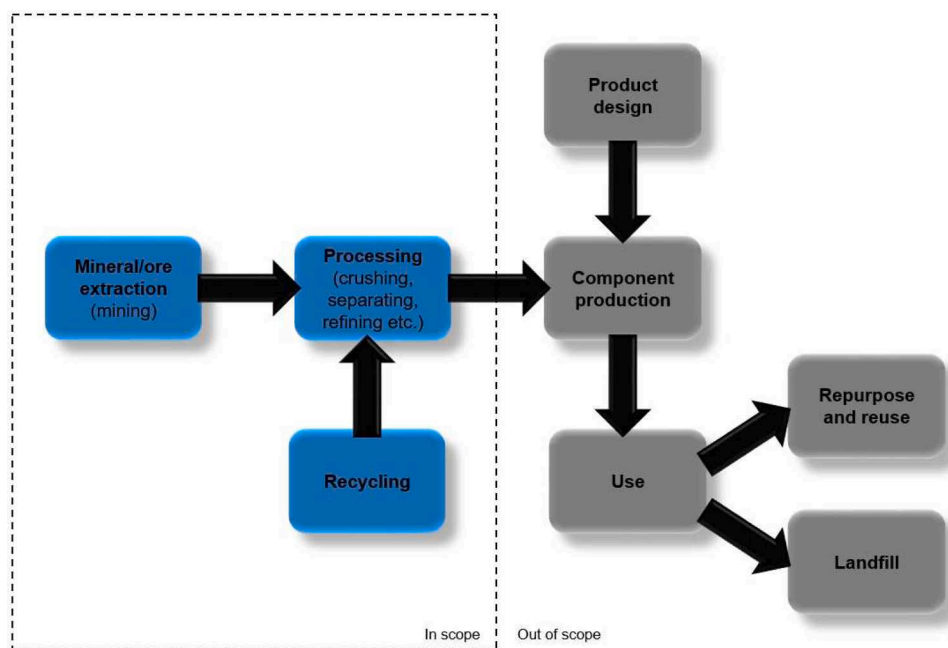 Product
design
Mineral/ore
extraction
(mining)
Processing
(crushing,
separating,
refining etc.)
Component
production
Recycling
Use
Repurpose
and reuse
Landfill
In scope
Out of scope